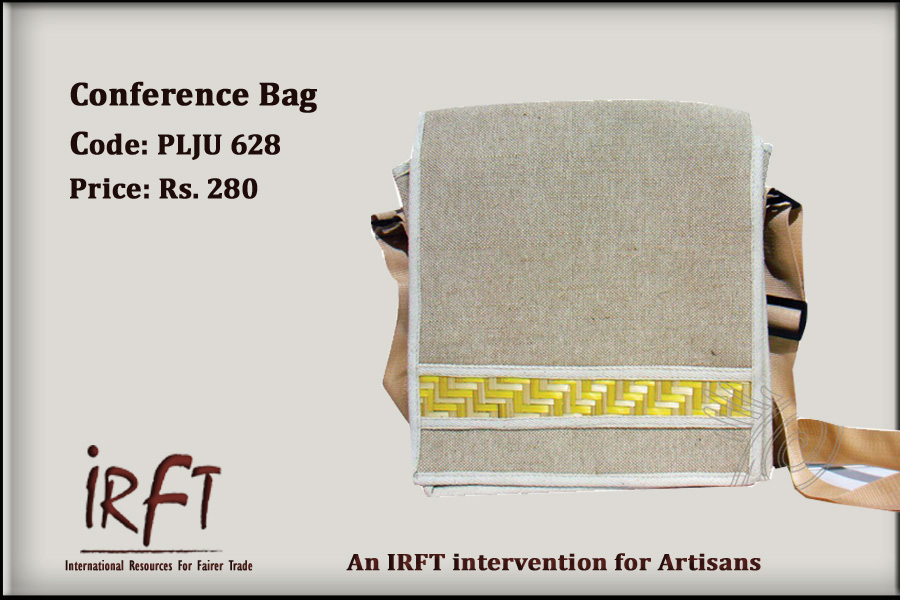 Conference Bag
Code: PLJU 628
Price: Rs. 280
iRFT
International Resources For Fairer Trade
An IRFT intervention for Artisans